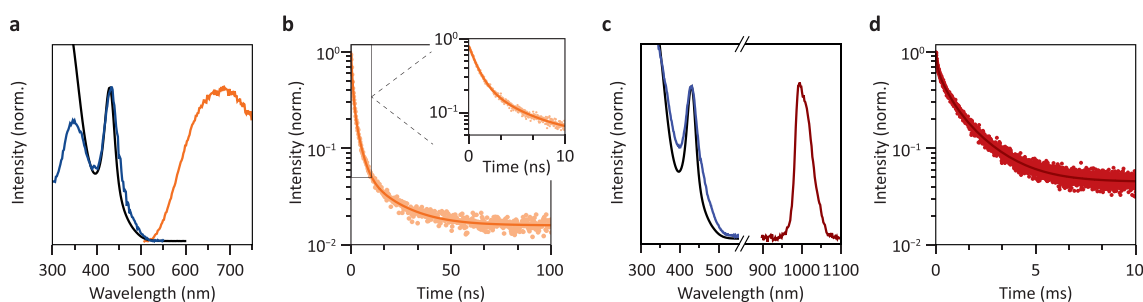 a
Intensity (norm.)
300 400 500 600 700
Wavelength (nm)
b
Intensity (norm.)
10⁰
10⁻¹
10⁻²
0 50 100
Time (ns)
10⁰
10⁻¹
0 10
Time (ns)
c
Intensity (norm.)
300 400 500 900 1000 1100
Wavelength (nm)
d
Intensity (norm.)
10⁰
10⁻¹
10⁻²
0 5 10
Time (ms)